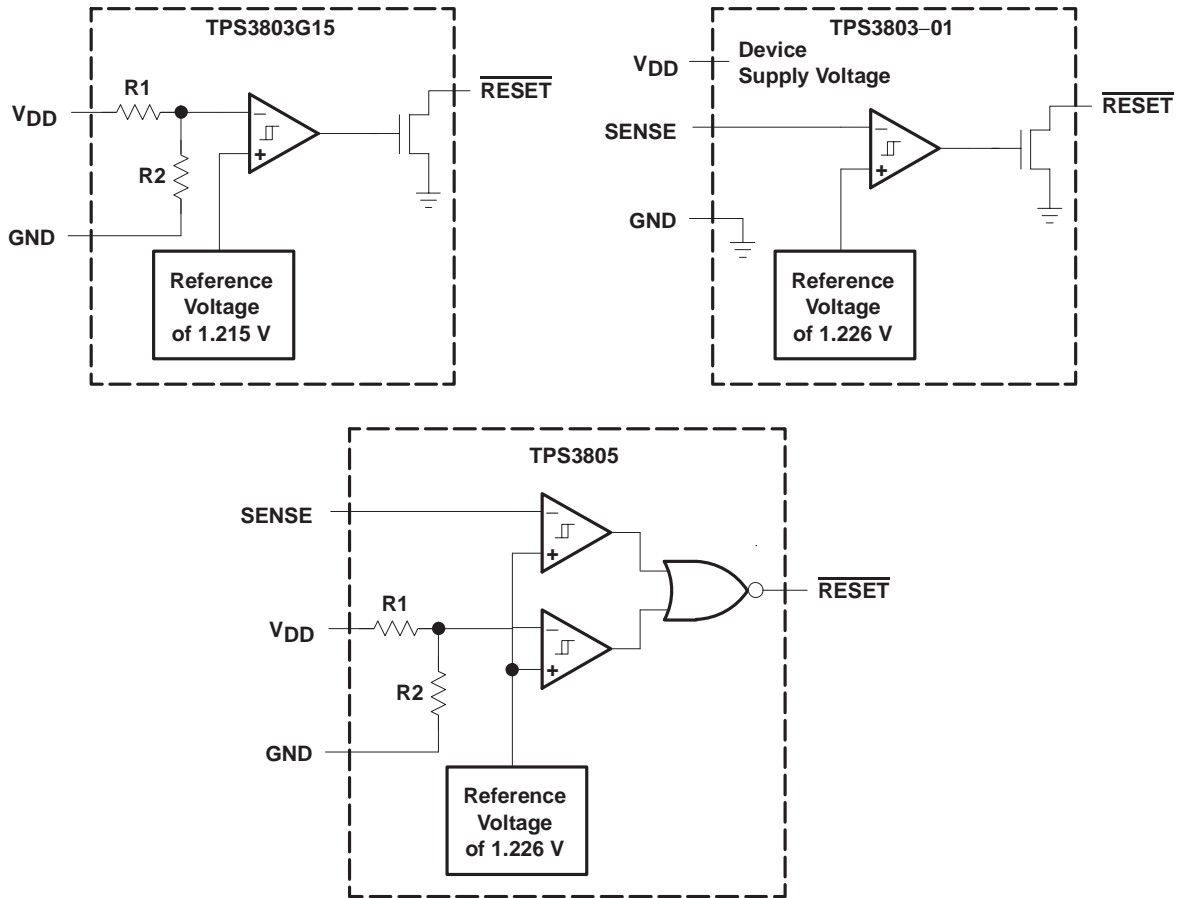 TPS3803G15
R1
VDD
R2
GND
−
+
RESET
Reference
Voltage
of 1.215 V
TPS3803–01
VDD
Device
Supply Voltage
SENSE
GND
−
+
RESET
Reference
Voltage
of 1.226 V
TPS3805
SENSE
−
+
R1
VDD
R2
GND
−
+
RESET
Reference
Voltage
of 1.226 V